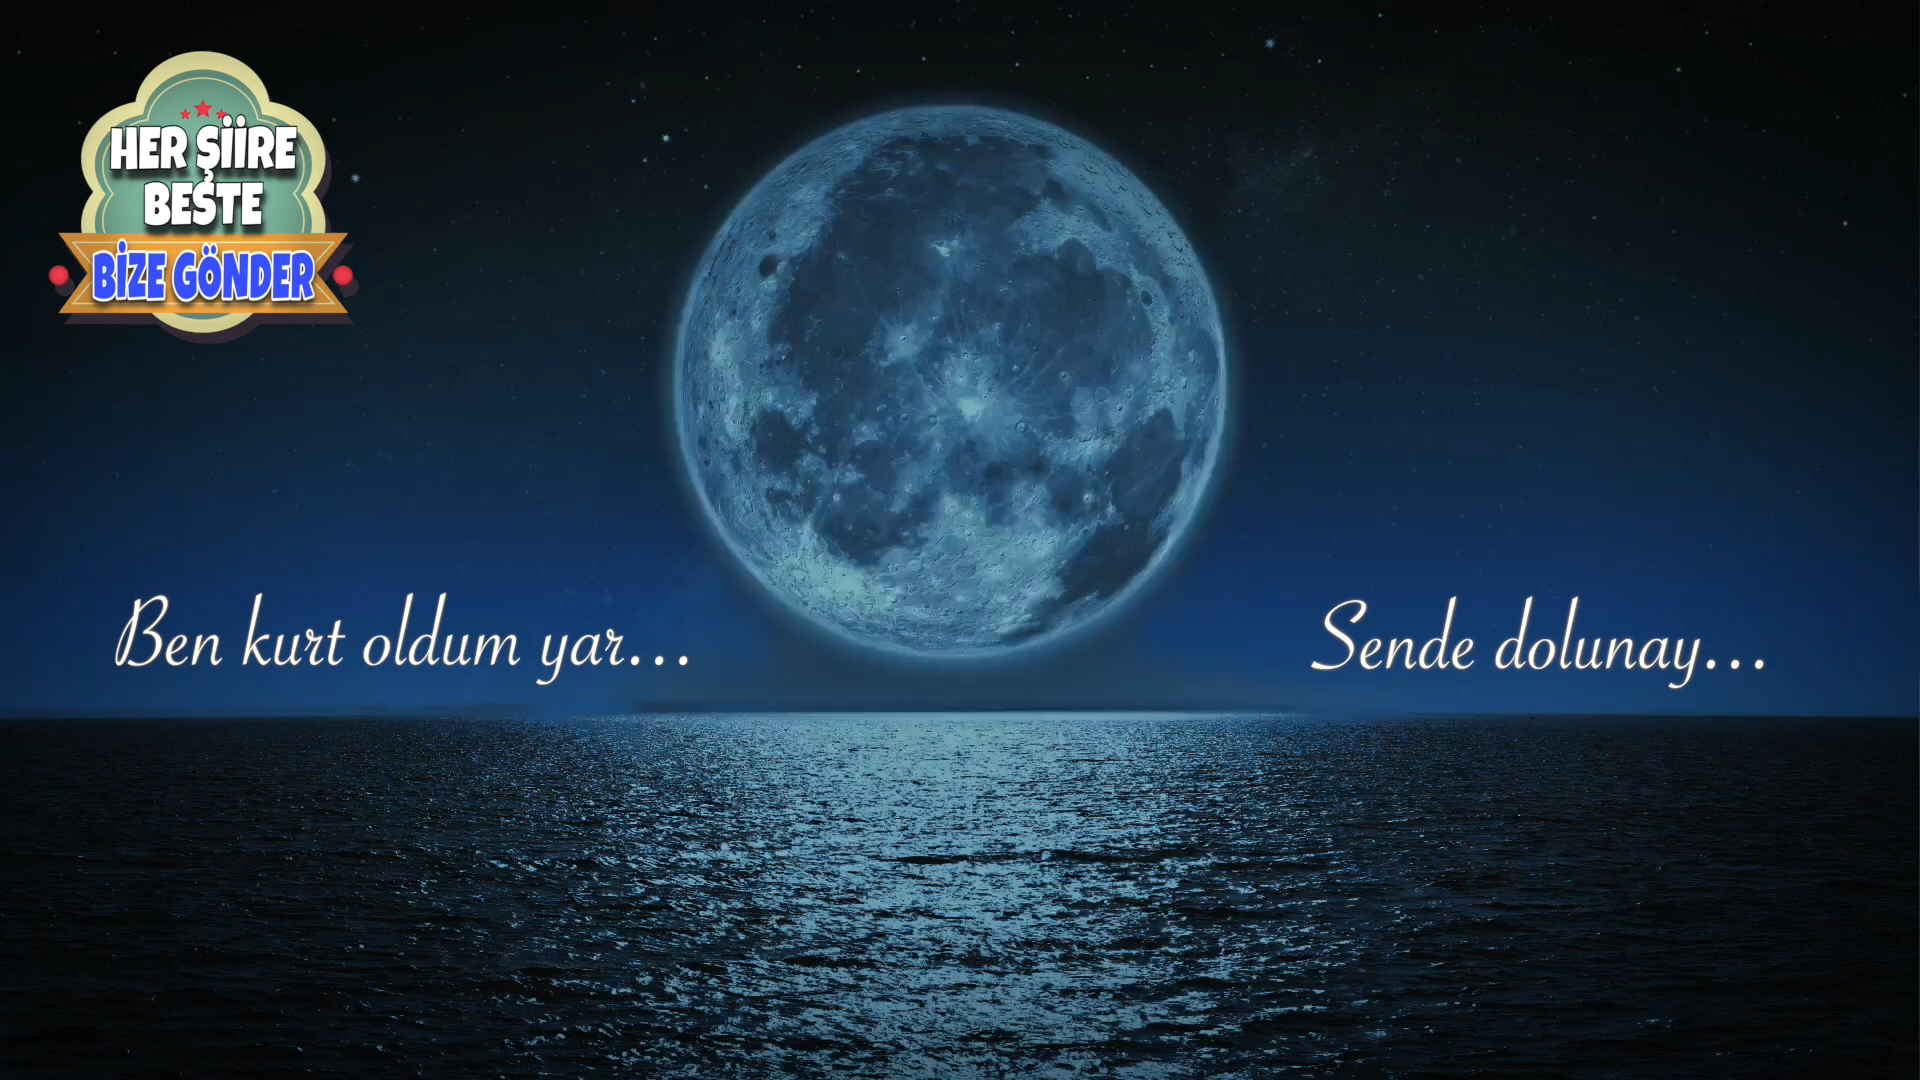 HER ŞİİRE
BESTE
BİZE GÖNDER
Ben kurt oldum yar...
Sende dolunay...